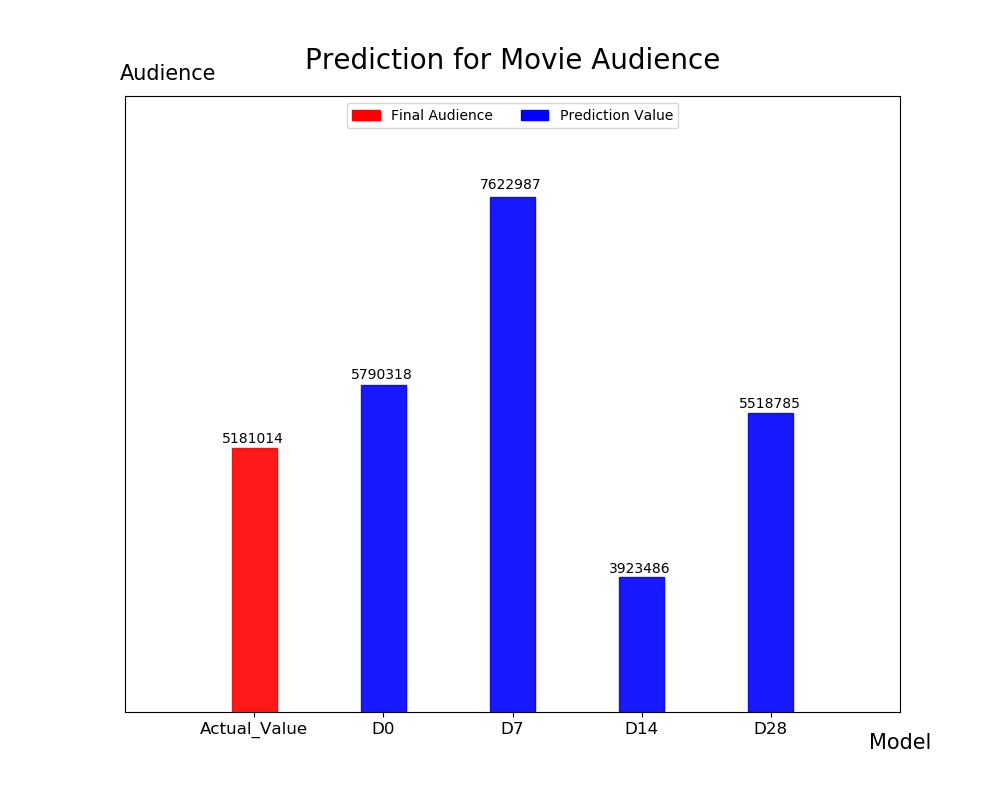 Prediction for Movie Audience
Audience
Final Audience
Prediction Value
7622987
5790318
5518785
5181014
3923486
Actual_Value
D0
D7
D14
D28
Model